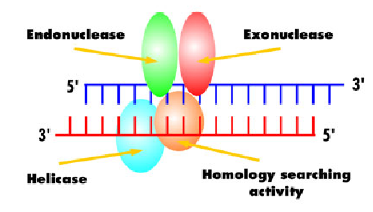 Endonuclease
Exonuclease
5'
3'
3'
5'
Helicase
Homology searching
activity